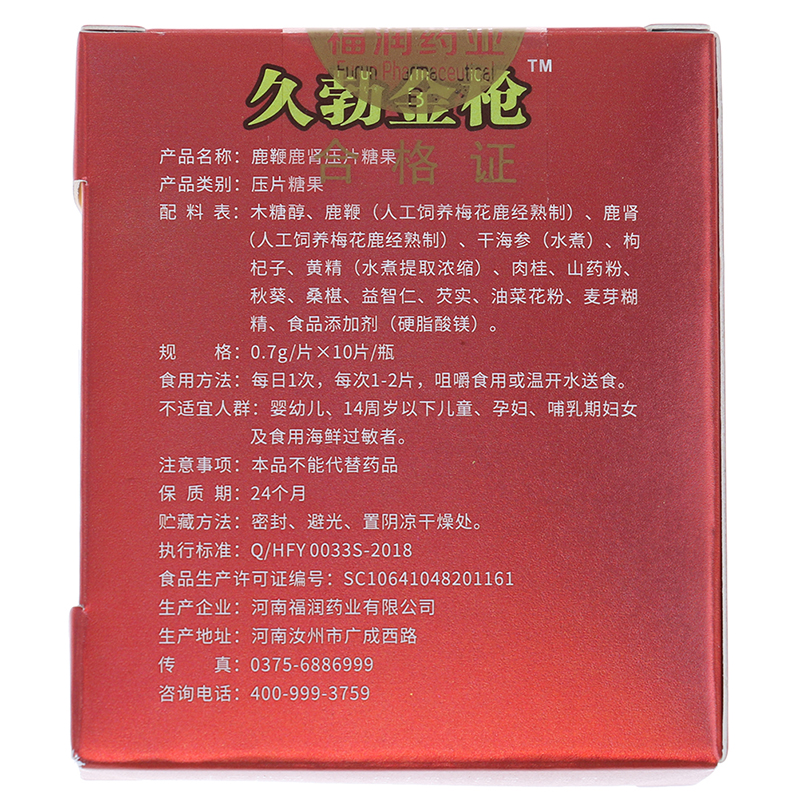 福润药业
Furun Pharmaceutical
久勃金枪™
合格证
产品名称：鹿鞭鹿肾压片糖果
产品类别：压片糖果
配料表：木糖醇、鹿鞭（人工饲养梅花鹿经熟制）、鹿肾
（人工饲养梅花鹿经熟制）、干海参（水煮）、枸
杞子、黄精（水煮提取浓缩）、肉桂、山药粉、
秋葵、桑椹、益智仁、芡实、油菜花粉、麦芽糊
精、食品添加剂（硬脂酸镁）。
规格：0.7g/片×10片/瓶
食用方法：每日1次，每次1-2片，咀嚼食用或温开水送食。
不适宜人群：婴幼儿、14周岁以下儿童、孕妇、哺乳期妇女
及食用海鲜过敏者。
注意事项：本品不能代替药品
保质期：24个月
贮藏方法：密封、避光、置阴凉干燥处。
执行标准：Q/HFY 0033S-2018
食品生产许可证编号：SC10641048201161
生产企业：河南福润药业有限公司
生产地址：河南汝州市广成西路
传真：0375-6886999
咨询电话：400-999-3759